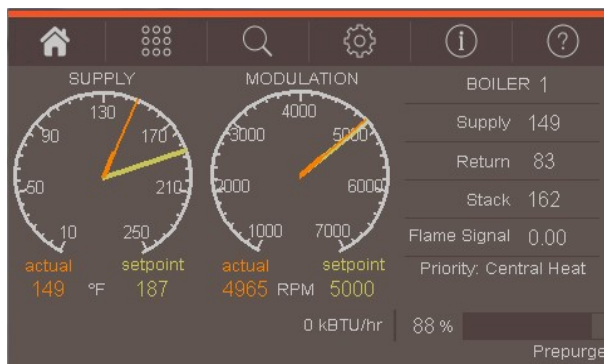 SUPPLY
10
50
90
130
170
210
250
actual
setpoint
149 °F 187
MODULATION
1000
2000
3000
4000
5000
6000
7000
actual
setpoint
4965 RPM 5000
BOILER 1
Supply 149
Return 83
Stack 162
Flame Signal 0.00
Priority: Central Heat
0 kBTU/hr 88 %
Prepurge
i
?